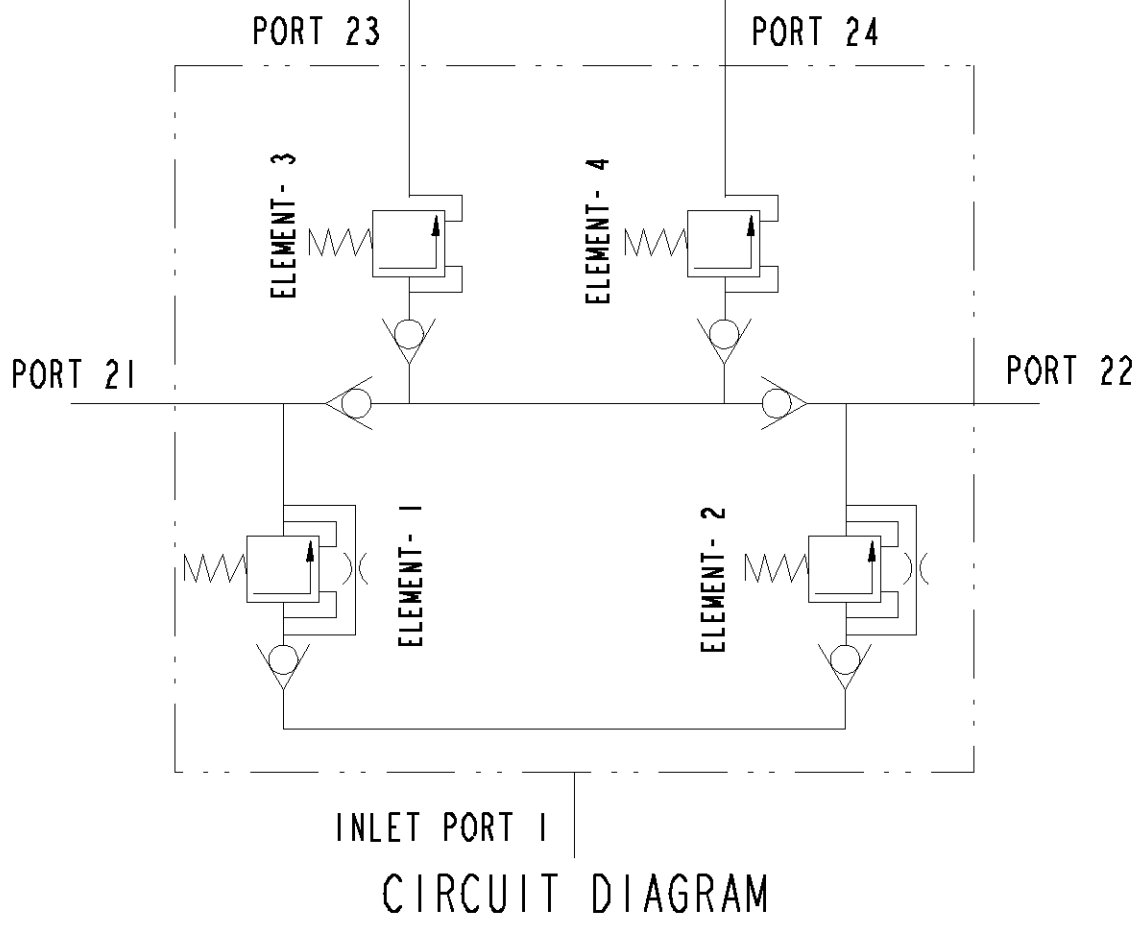 PORT 23
PORT 24
ELEMENT- 3
ELEMENT- 4
PORT 21
PORT 22
ELEMENT- 1
ELEMENT- 2
INLET PORT 1
CIRCUIT DIAGRAM